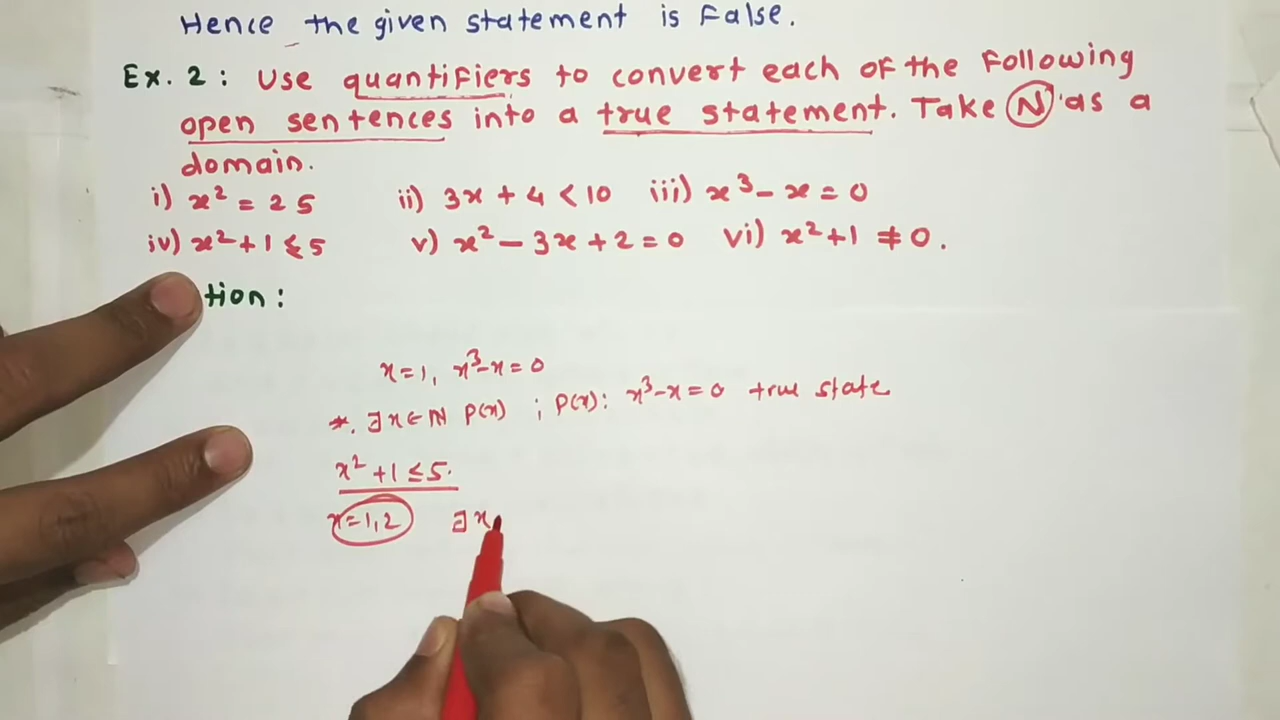 Hence the given statement is False.
Ex. 2 : Use quantifiers to convert each of the following
open sentences into a true statement. Take N as a
domain.
i) x² = 25 ii) 3x + 4 < 10 iii) x³ - x = 0
iv) x² + 1 ≤ 5 v) x² - 3x + 2 = 0 vi) x² + 1 ≠ 0.
tion :
x = 1, x³ - x = 0
*. ∃ x ∈ N P(x) ; P(x) : x³ - x = 0 true state
x² + 1 ≤ 5.
x = 1, 2 ∃ x